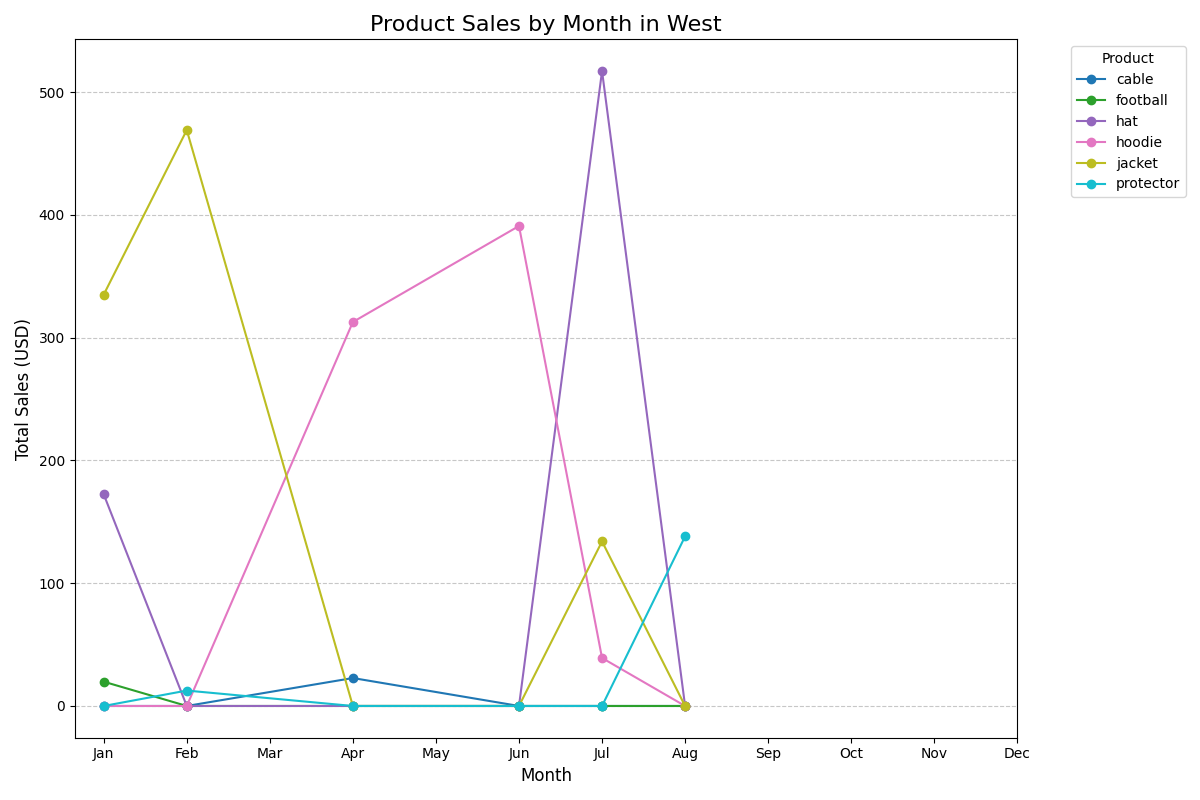 Product Sales by Month in West
Product
cable
football
hat
hoodie
jacket
protector
Total Sales (USD)
500
400
300
200
100
0
Jan Feb Mar Apr May Jun Jul Aug Sep Oct Nov Dec
Month